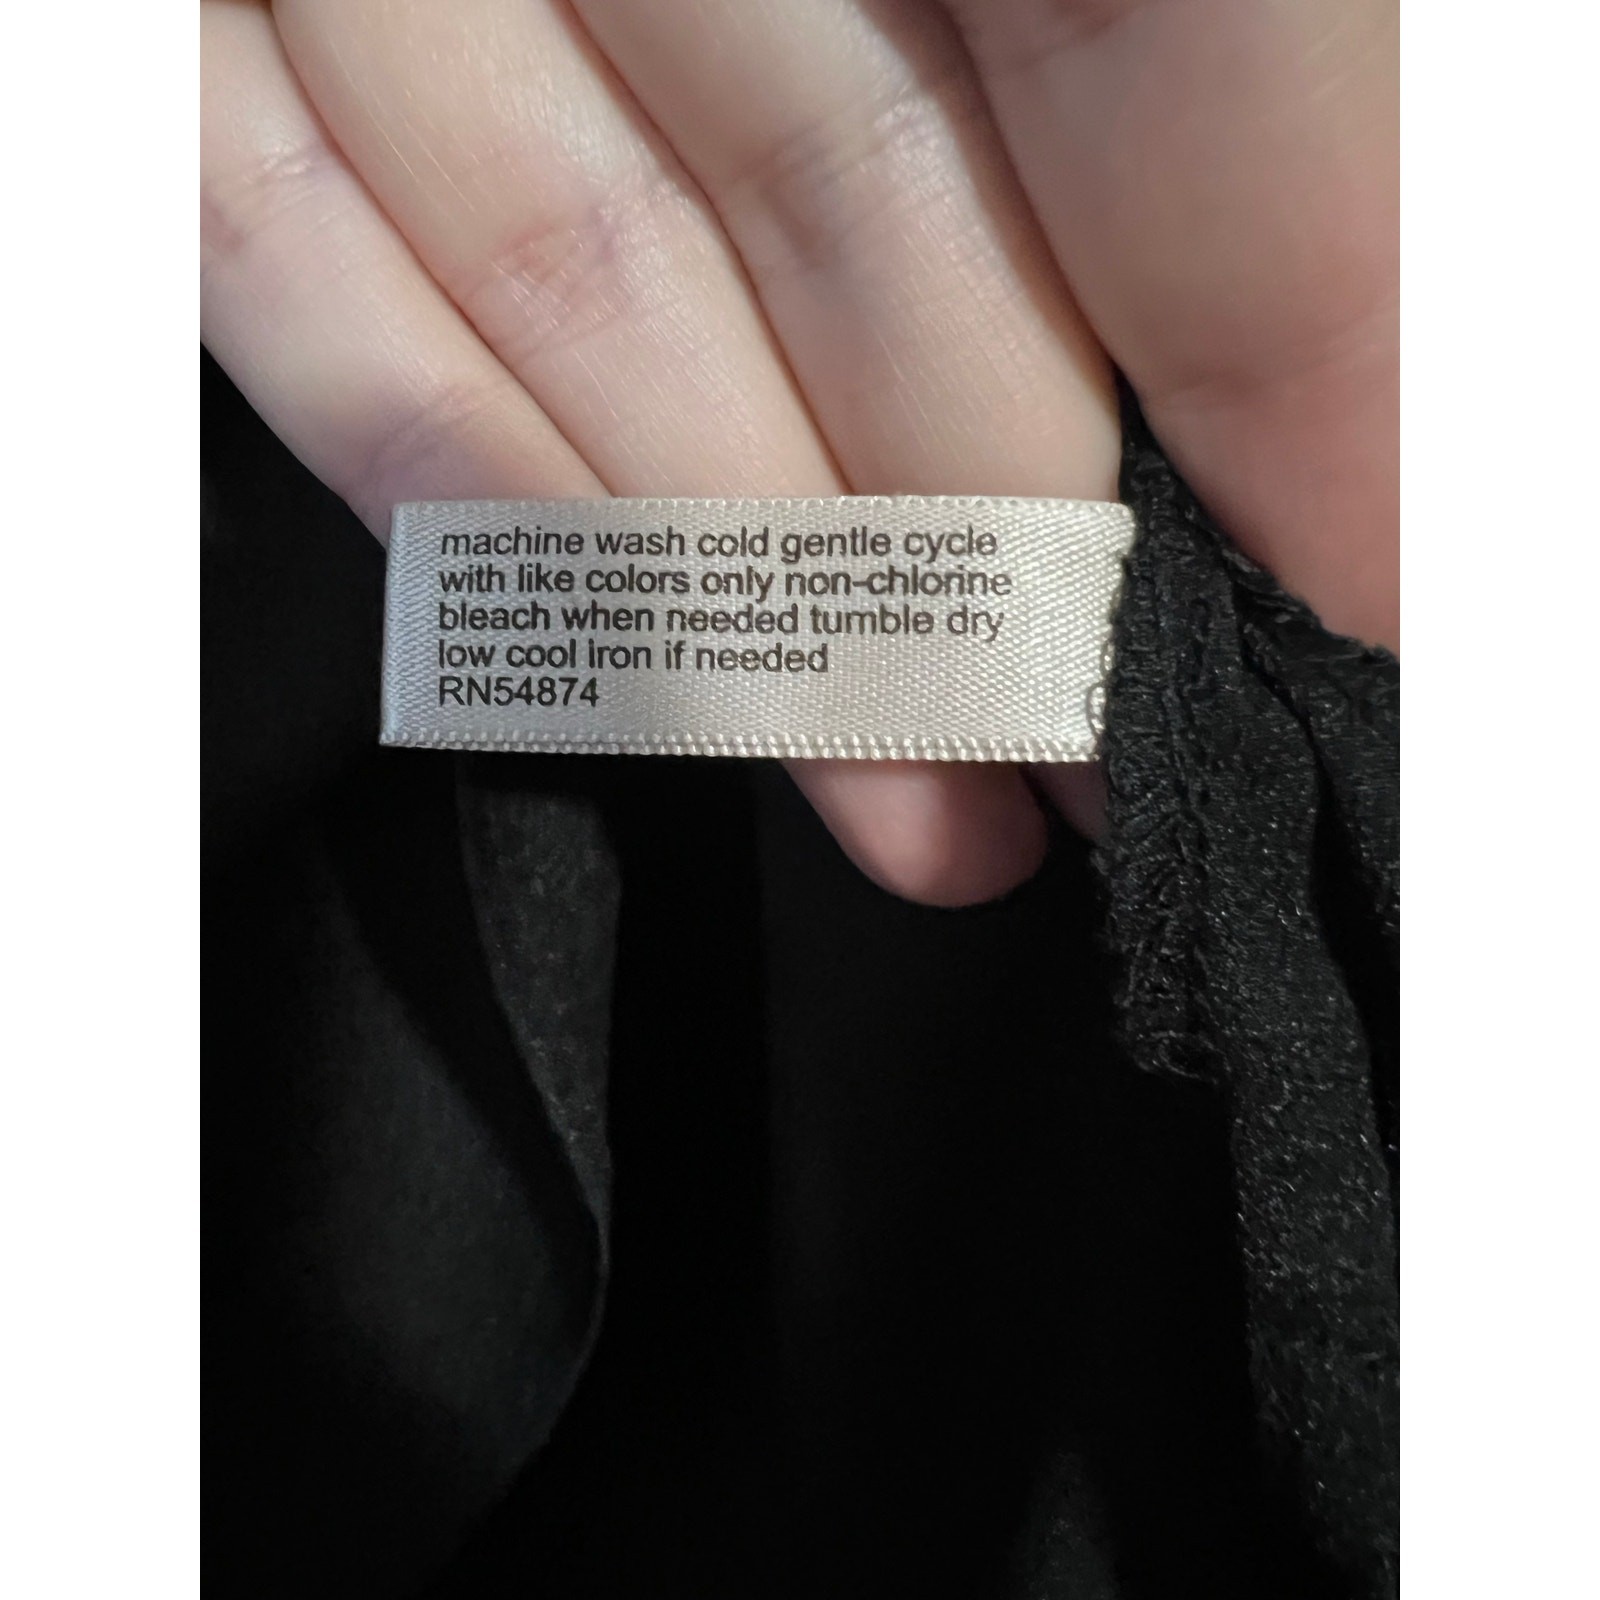 machine wash cold gentle cycle
with like colors only non-chlorine
bleach when needed tumble dry
low cool iron if needed
RN54874